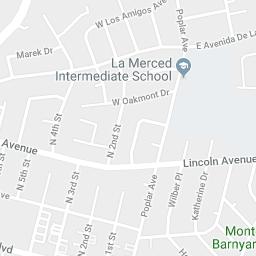 W Los Amigos Ave
Poplar Ave
E Avenida De La
Marek Dr
La Merced
Intermediate School
W Oakmont Dr
N 4th St
N 2nd St
Avenue
Lincoln Avenue
N 5th St
N 3rd St
Poplar Ave
Wilber Pl
Katherine Dr
N 2nd St
Mont
Barnyar
lvd